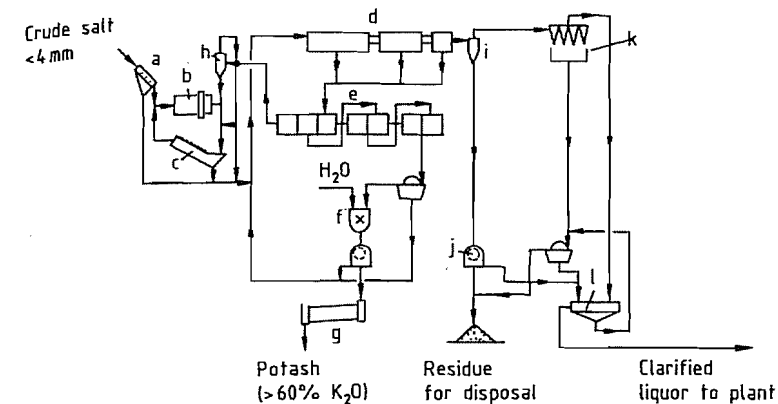 Crude salt
<4mm
a
b
c
h
d
e
H₂O
f
g
i
j
k
l
Potash
(>60% K₂O)
Residue
for disposal
Clarified
liquor to plant